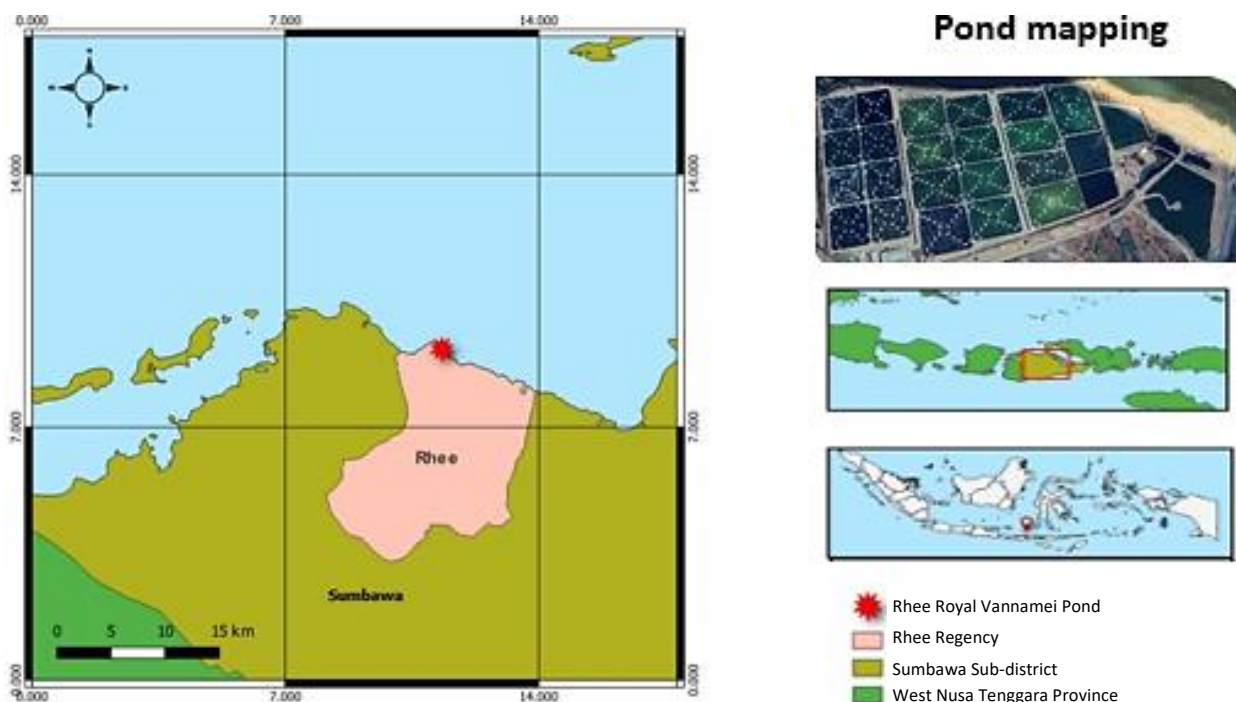 Pond mapping
0.000 7.000 14.000
14.000 14.000
7.000 7.000
Rhee
Sumbawa
0 5 10 15 km
0.000 0.000
0.000 7.000 14.000
Rhee Royal Vannamei Pond
Rhee Regency
Sumbawa Sub-district
West Nusa Tenggara Province